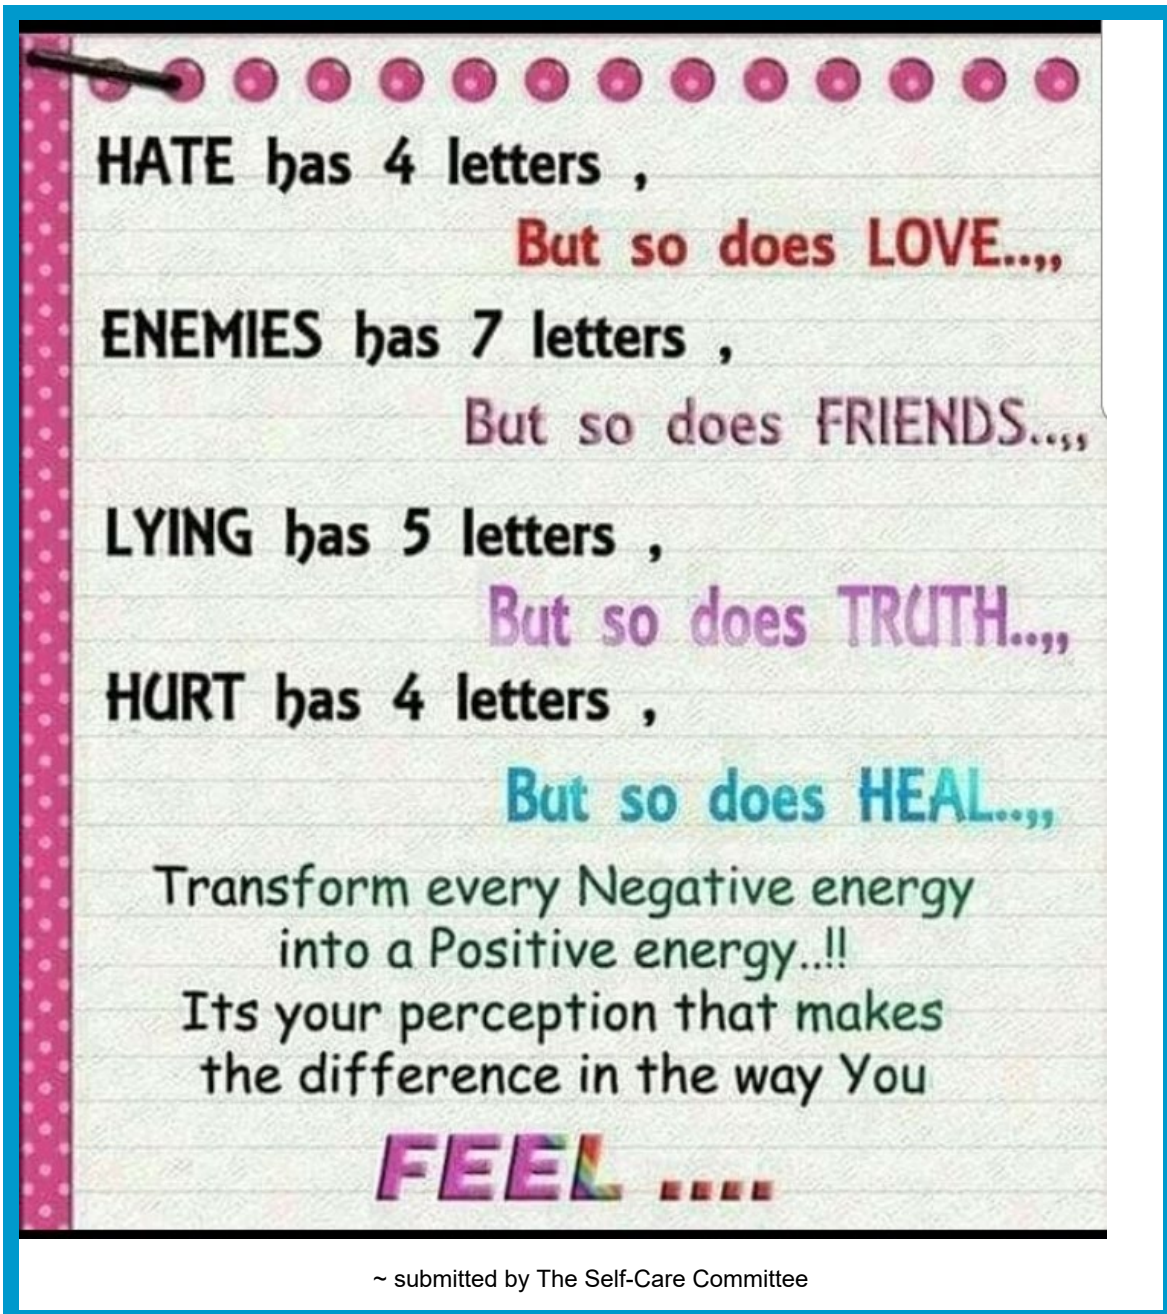 HATE has 4 letters ,
But so does LOVE..,,
ENEMIES has 7 letters ,
But so does FRIENDS..,,
LYING has 5 letters ,
But so does TRUTH..,,
HURT has 4 letters ,
But so does HEAL..,,
Transform every Negative energy
into a Positive energy..!!
Its your perception that makes
the difference in the way You
FEEL ....
~ submitted by The Self-Care Committee